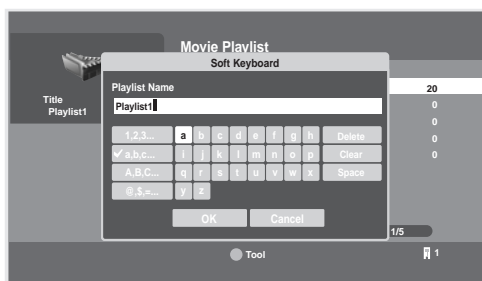 Movie Playlist
Soft Keyboard
Playlist Name
Playlist1
Title
Playlist1
20
0
0
0
0
1,2,3... a b c d e f g h Delete
a,b,c... i j k l m n o p Clear
A,B,C... q r s t u v w x Space
@,$,=... y z
OK Cancel
1/5
Tool 1